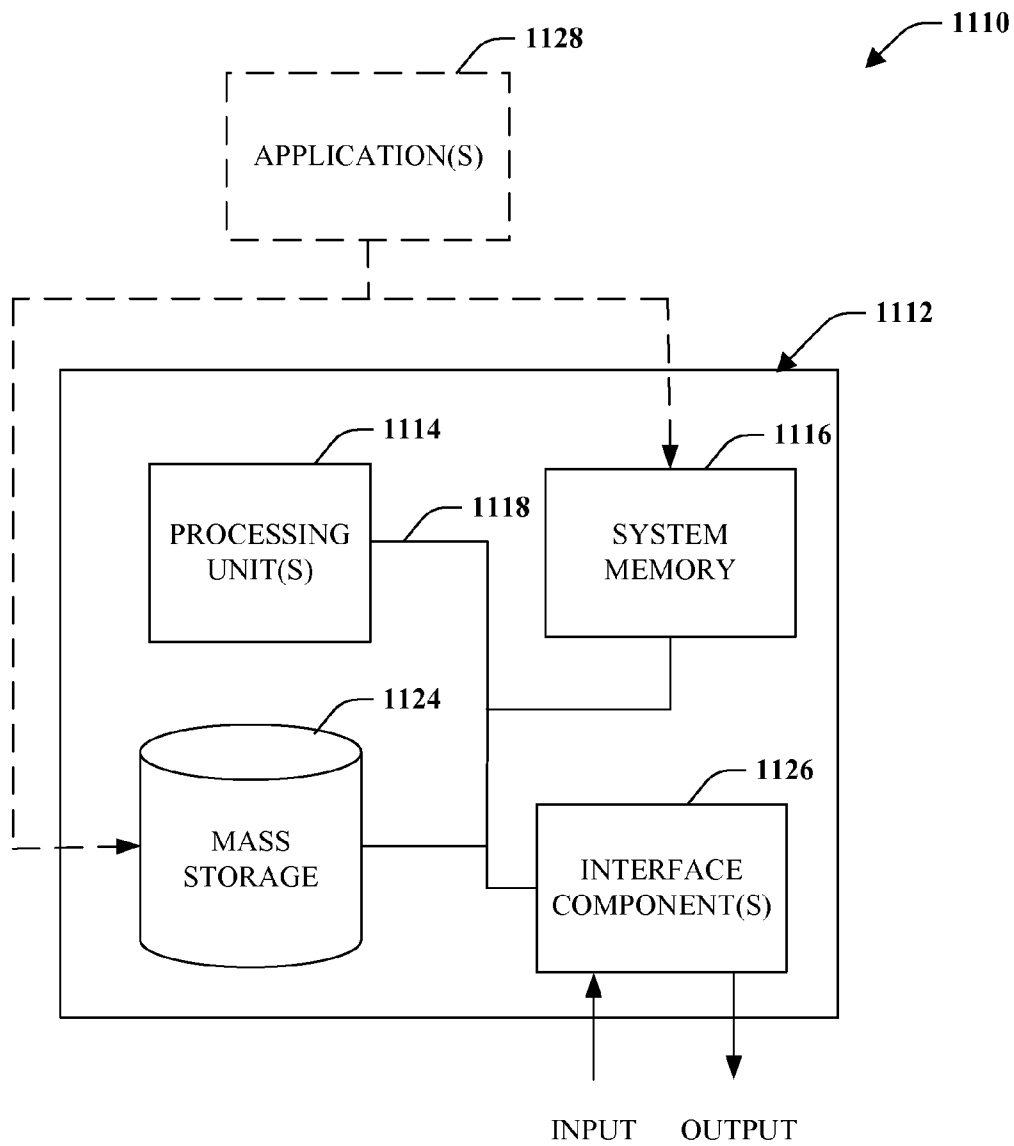 1110
1128
APPLICATION(S)
1112
1114
1116
PROCESSING
UNIT(S)
1118
SYSTEM
MEMORY
1124
1126
MASS
STORAGE
INTERFACE
COMPONENT(S)
INPUT
OUTPUT